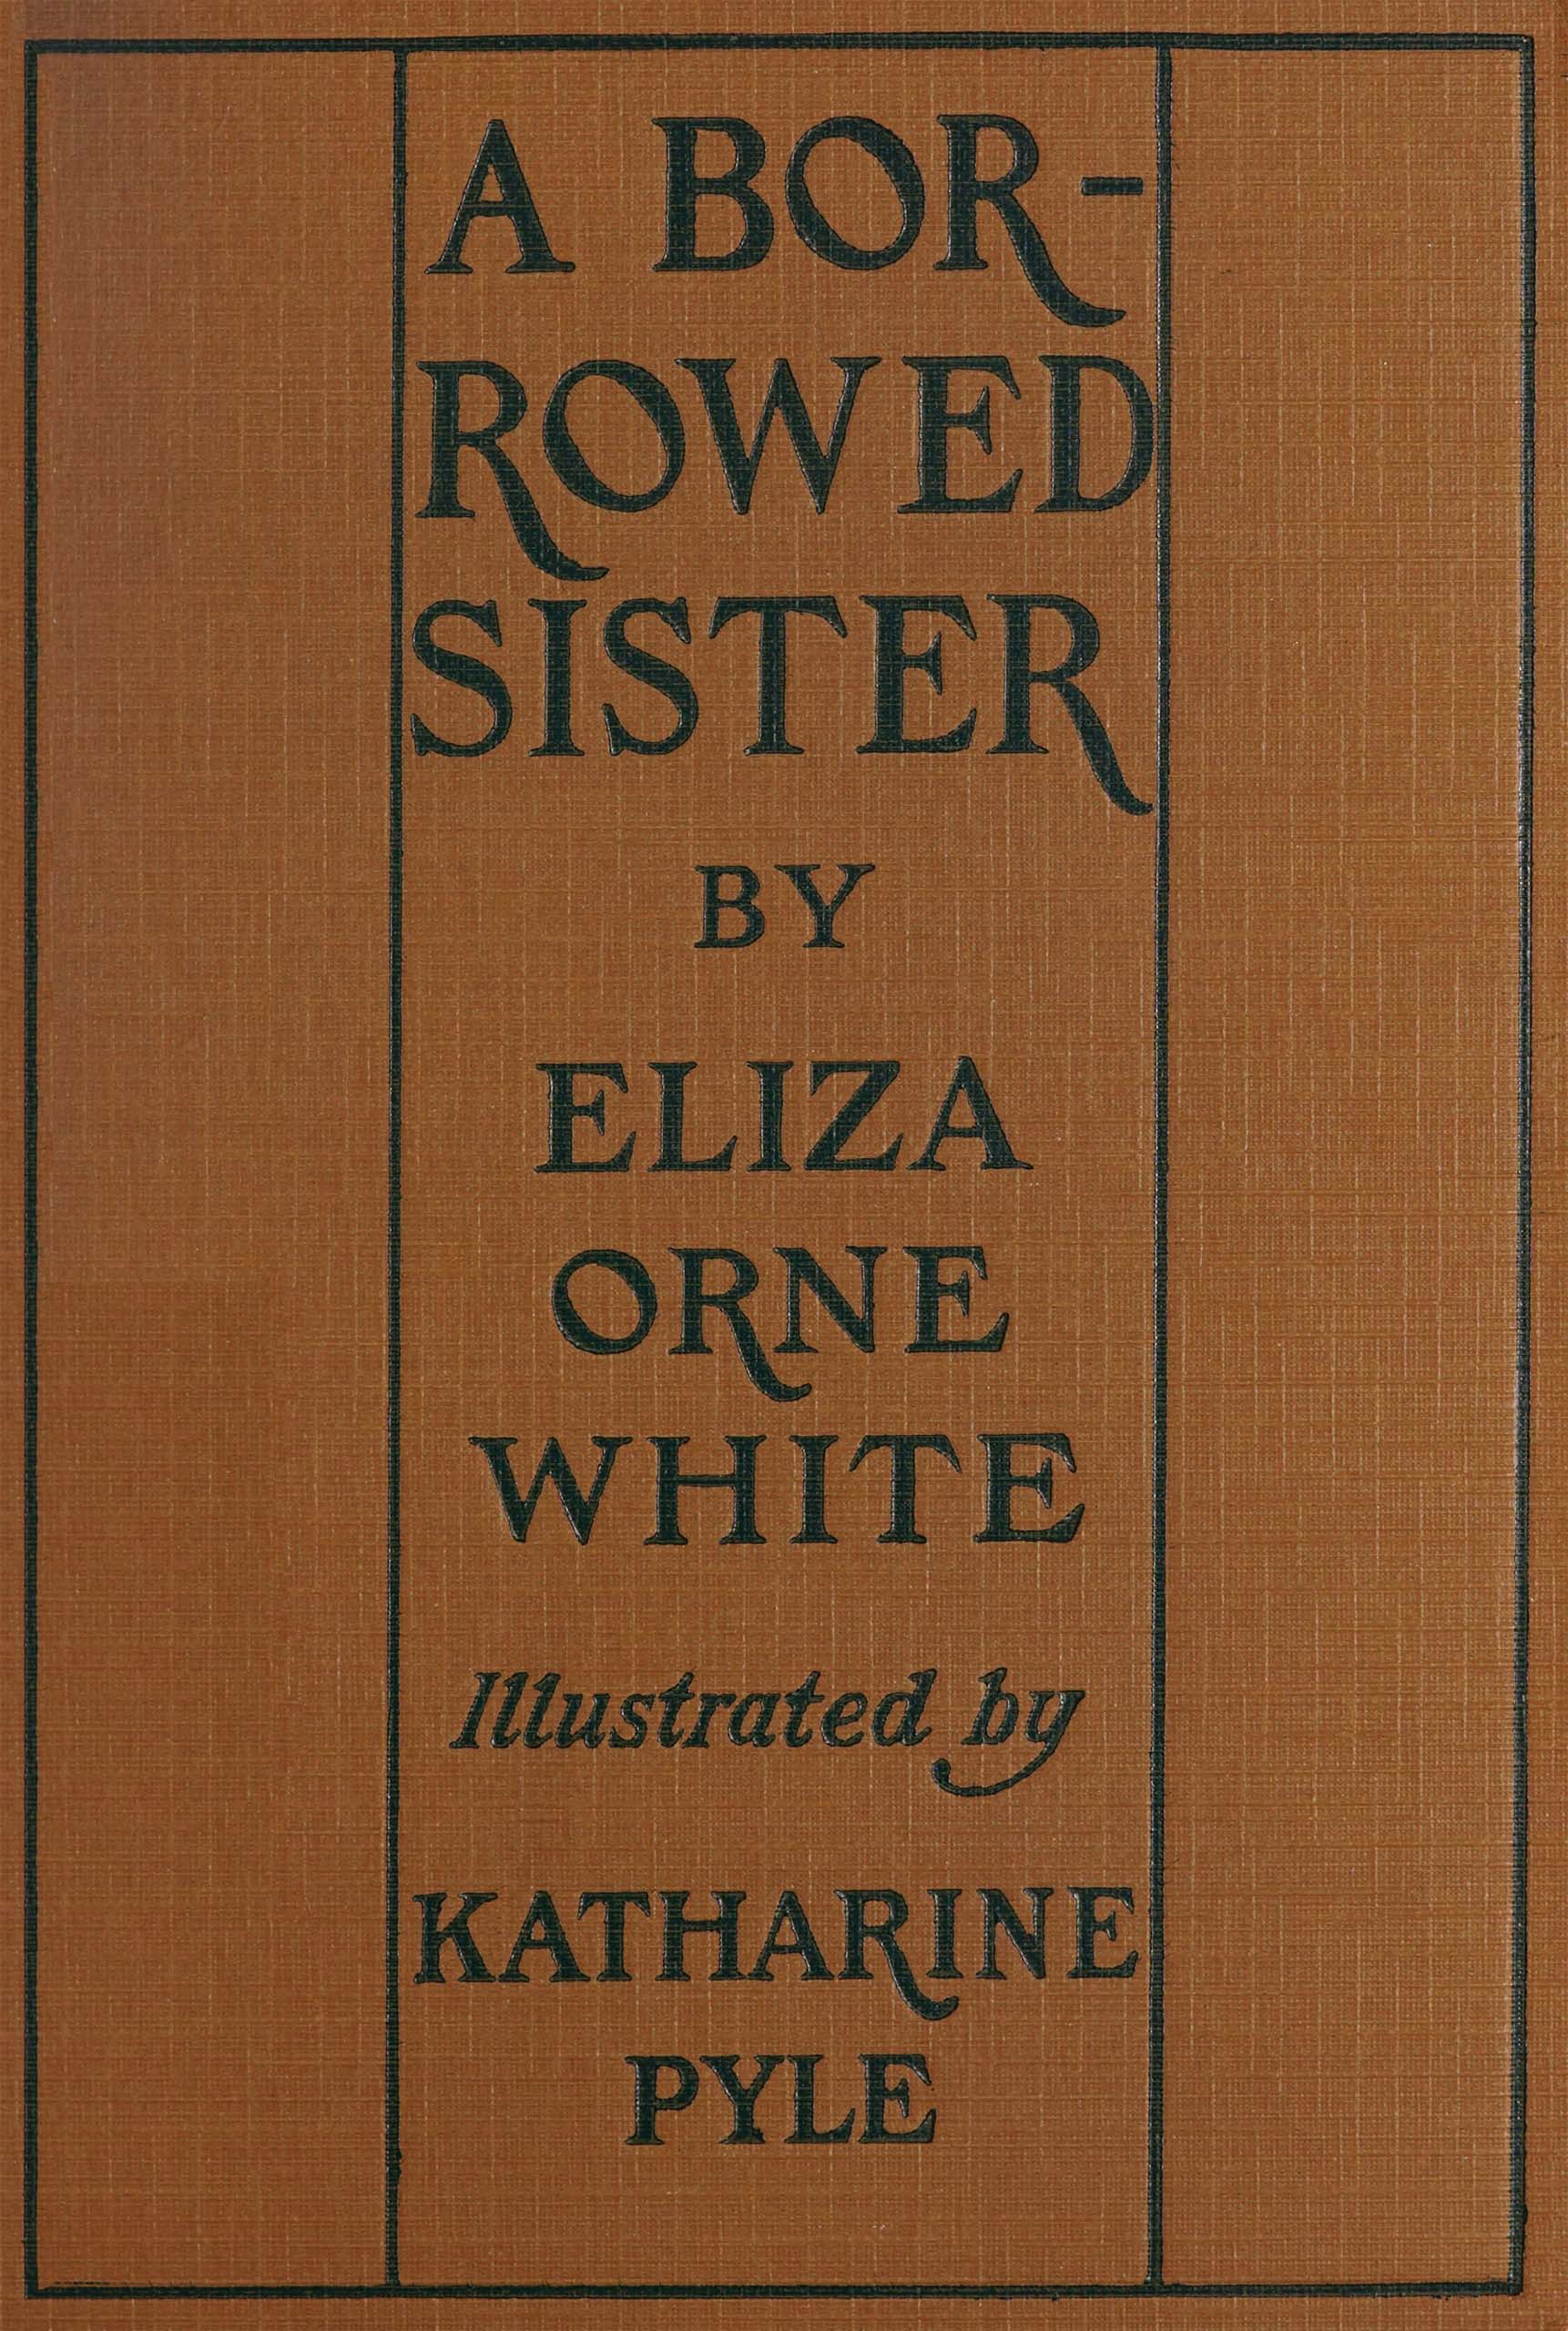 A BOR-
ROWED
SISTER
BY
ELIZA
ORNE
WHITE
Illustrated by
KATHARINE
PYLE